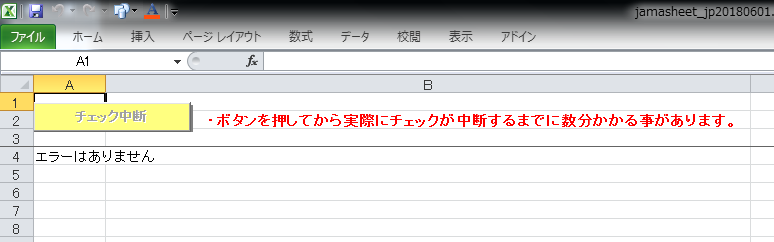 jamasheet_jp20180601.
ファイル ホーム 挿入 ページ レイアウト 数式 データ 校閲 表示 アドイン
A1 fx
A B
1
チェック中断
2 ・ボタンを押してから実際にチェックが中断するまでに数分かかる事があります。
3
4 エラーはありません
5
6
7
8